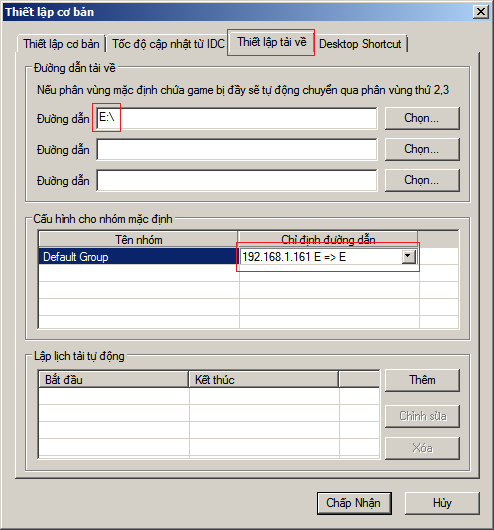 Thiết lập cơ bản
Thiết lập cơ bản Tốc độ cập nhật từ IDC Thiết lập tải về Desktop Shortcut
Đường dẫn tải về
Nếu phân vùng mặc định chứa game bị đầy sẽ tự động chuyển qua phân vùng thứ 2,3
Đường dẫn E:\ Chọn...
Đường dẫn Chọn...
Đường dẫn Chọn...
Cấu hình cho nhóm mặc định
Tên nhóm Chỉ định đường dẫn
Default Group 192.168.1.161 E => E
Lập lịch tải tự động
Bắt đầu Kết thúc Thêm
Chỉnh sửa
Xóa
Chấp Nhận Hủy